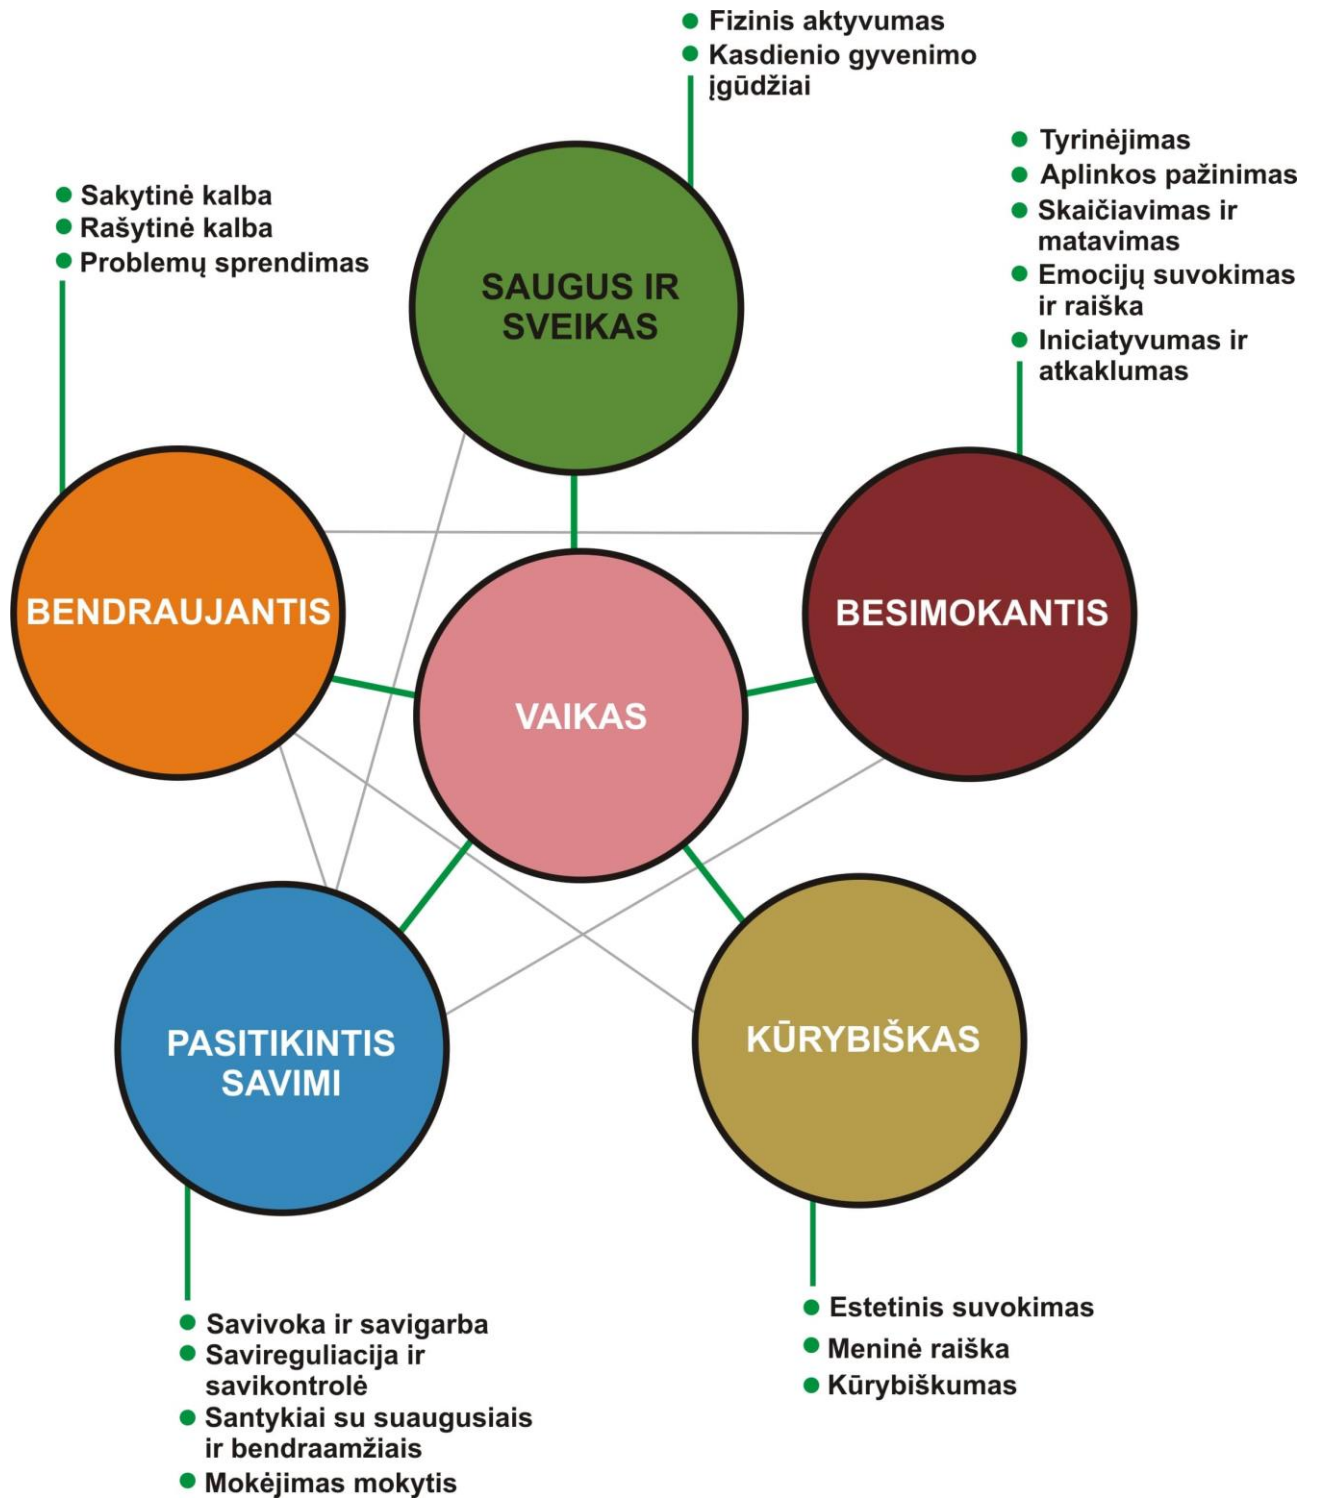 Fizinis aktyvumas
Kasdienio gyvenimo
įgūdžiai
Tyrinėjimas
Aplinkos pažinimas
Skaičiavimas ir
matavimas
Emocijų suvokimas
ir raiška
Iniciatyvumas ir
atkaklumas
Sakytinė kalba
Rašytinė kalba
Problemų sprendimas
SAUGUS IR
SVEIKAS
BENDRAUJANTIS
BESIMOKANTIS
VAIKAS
PASITIKINTIS
SAVIMI
KŪRYBIŠKAS
Savivoka ir savigarba
Savireguliacija ir
savikontrolė
Santykiai su suaugusiais
ir bendraamžiais
Mokėjimas mokytis
Estetinis suvokimas
Meninė raiška
Kūrybiškumas